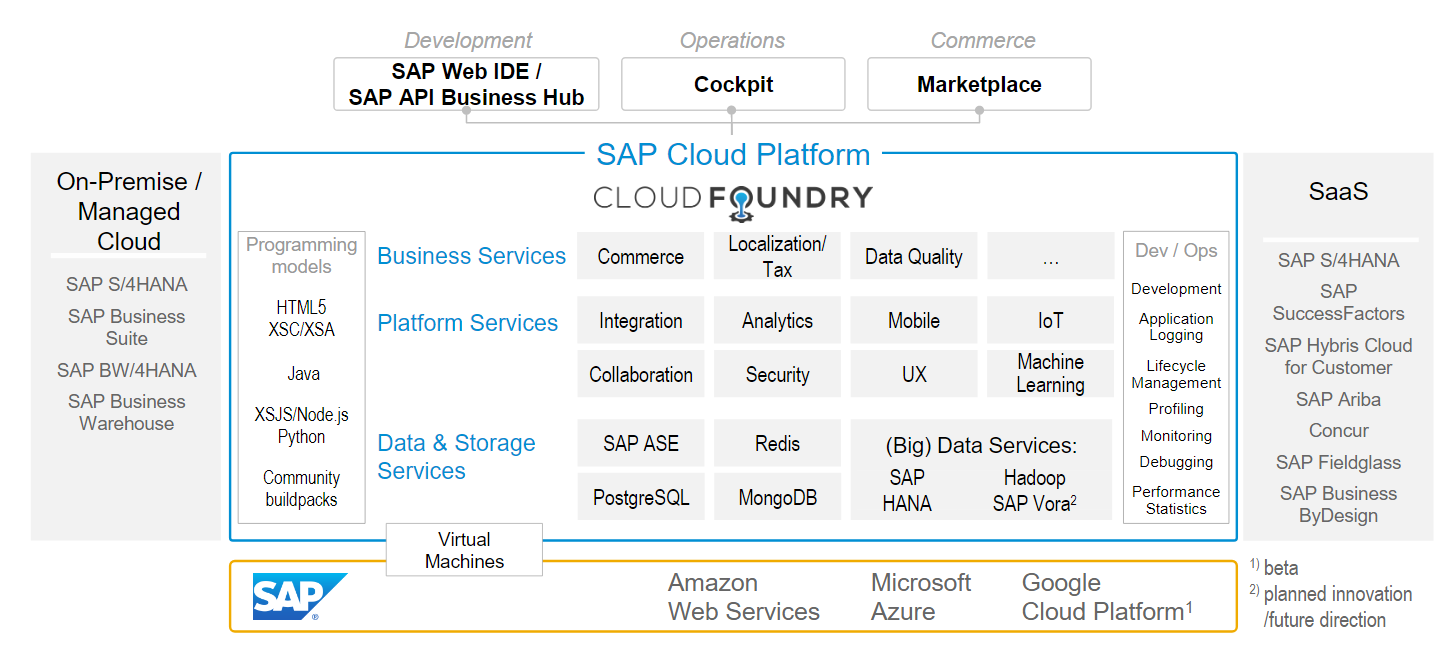 Development
SAP Web IDE /
SAP API Business Hub
Operations
Cockpit
Commerce
Marketplace
On-Premise /
Managed
Cloud
SAP S/4HANA
SAP Business
Suite
SAP BW/4HANA
SAP Business
Warehouse
SAP Cloud Platform
CLOUD FOUNDRY
Programming
models
HTML5
XSC/XSA
Java
XSJS/Node.js
Python
Community
buildpacks
Business Services
Commerce
Localization/
Tax
Data Quality
...
Platform Services
Integration
Analytics
Mobile
IoT
Collaboration
Security
UX
Machine
Learning
Data & Storage
Services
SAP ASE
Redis
PostgreSQL
MongoDB
(Big) Data Services:
SAP
HANA
Hadoop
SAP Vora²
Dev / Ops
Development
Application
Logging
Lifecycle
Management
Profiling
Monitoring
Debugging
Performance
Statistics
SaaS
SAP S/4HANA
SAP
SuccessFactors
SAP Hybris Cloud
for Customer
SAP Ariba
Concur
SAP Fieldglass
SAP Business
ByDesign
Virtual
Machines
SAP®
Amazon
Web Services
Microsoft
Azure
Google
Cloud Platform¹
¹⁾ beta
²⁾ planned innovation
/future direction